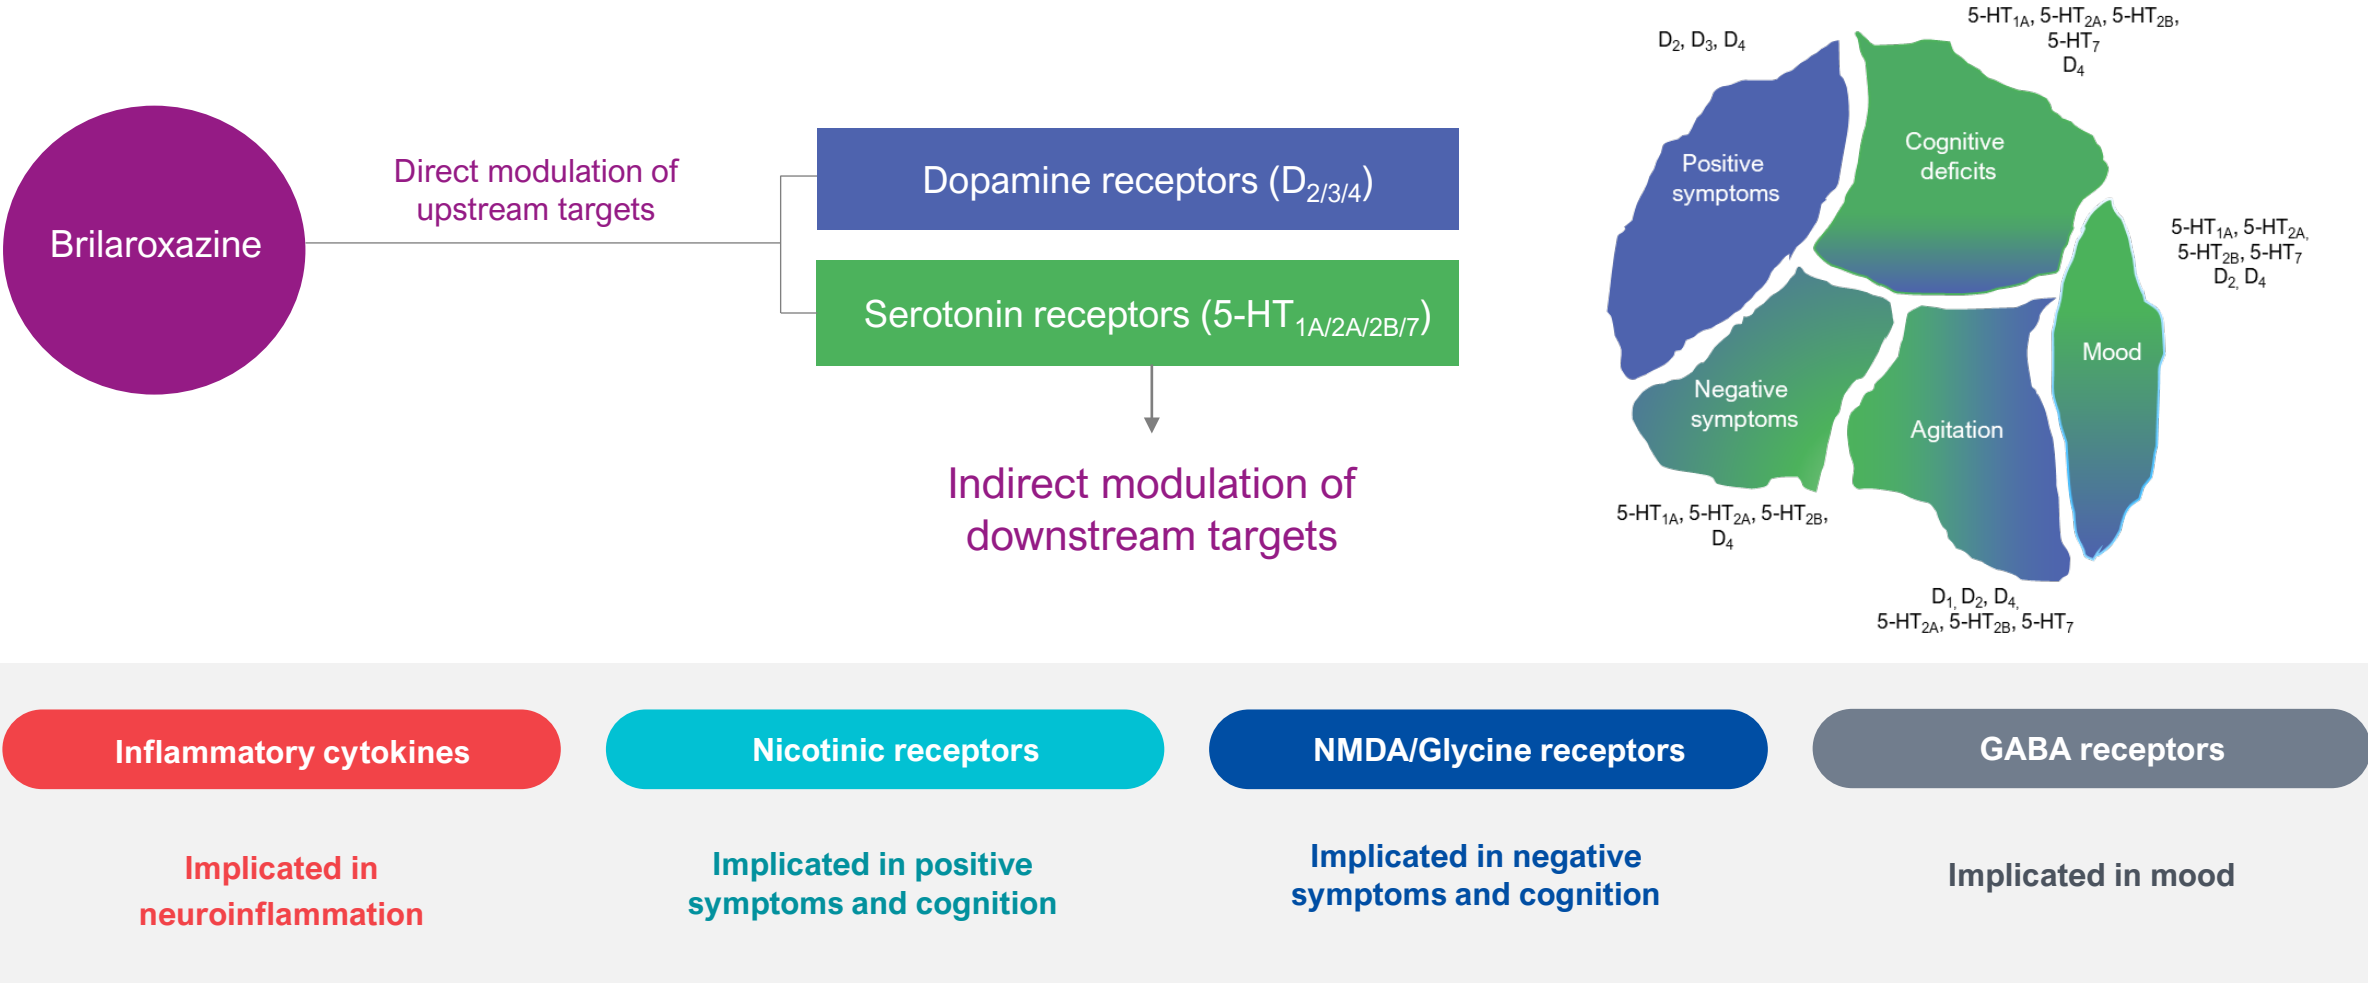 Brilaroxazine
Direct modulation of
upstream targets
Dopamine receptors (D2/3/4)
Serotonin receptors (5-HT1A/2A/2B/7)
Indirect modulation of
downstream targets
D2, D3, D4
5-HT1A, 5-HT2A, 5-HT2B,
5-HT7
D4
Positive
symptoms
Cognitive
deficits
5-HT1A, 5-HT2A,
5-HT2B, 5-HT7
D2, D4
Mood
Negative
symptoms
Agitation
5-HT1A, 5-HT2A, 5-HT2B,
D4
D1, D2, D4,
5-HT2A, 5-HT2B, 5-HT7
Inflammatory cytokines
Implicated in
neuroinflammation
Nicotinic receptors
Implicated in positive
symptoms and cognition
NMDA/Glycine receptors
Implicated in negative
symptoms and cognition
GABA receptors
Implicated in mood